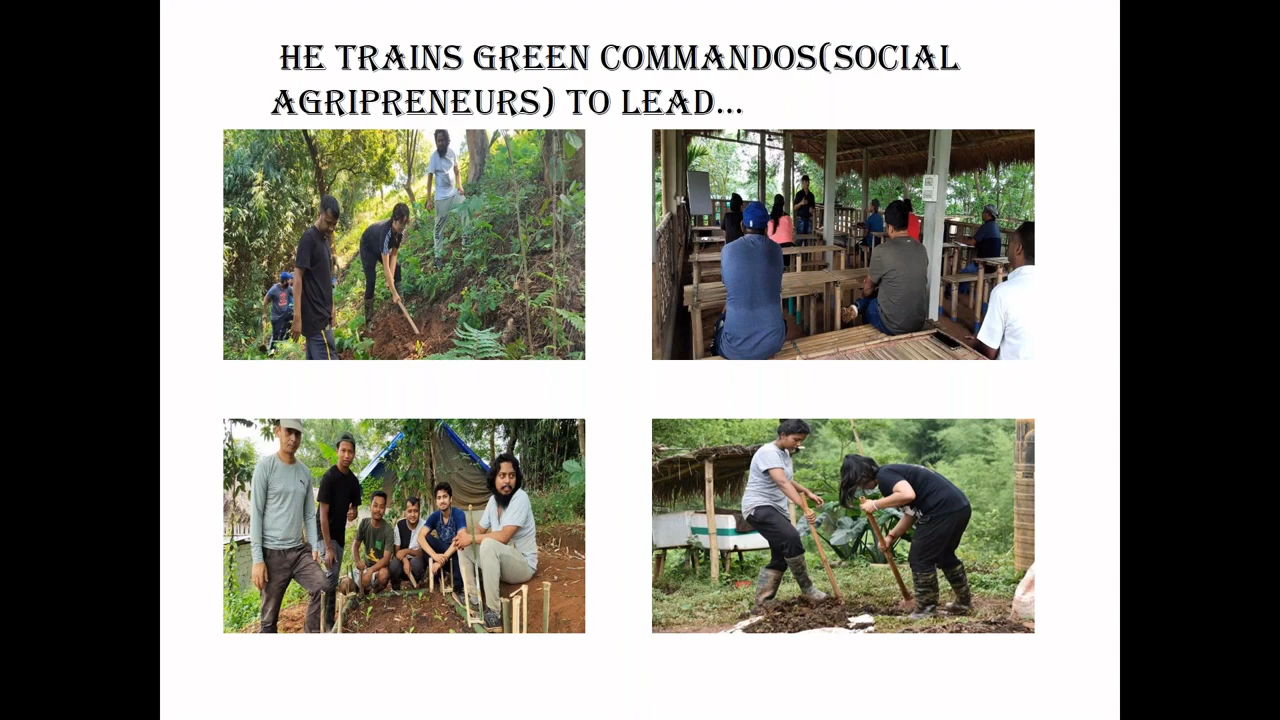 HE TRAINS GREEN COMMANDOS(SOCIAL
AGRIPRENEURS) TO LEAD...